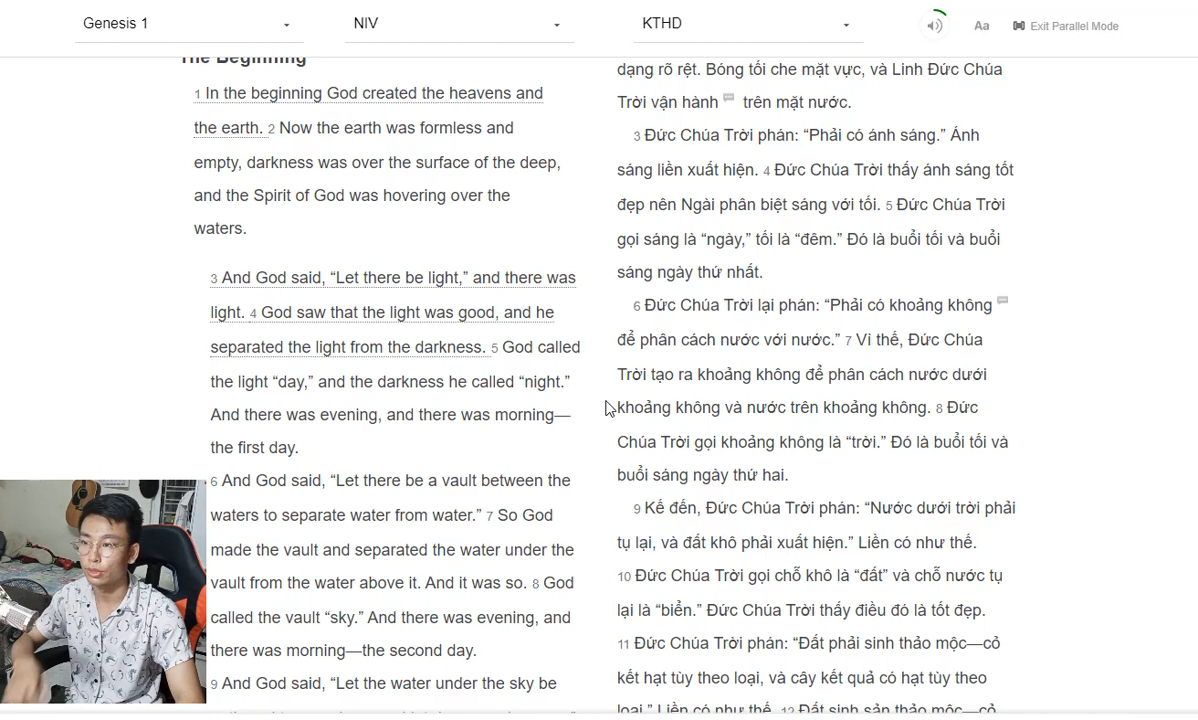 Genesis 1
NIV
KTHD
Aa
Exit Parallel Mode
The Beginning
1 In the beginning God created the heavens and
the earth. 2 Now the earth was formless and
empty, darkness was over the surface of the deep,
and the Spirit of God was hovering over the
waters.
3 And God said, “Let there be light,” and there was
light. 4 God saw that the light was good, and he
separated the light from the darkness. 5 God called
the light “day,” and the darkness he called “night.”
And there was evening, and there was morning—
the first day.
6 And God said, “Let there be a vault between the
waters to separate water from water.” 7 So God
made the vault and separated the water under the
vault from the water above it. And it was so. 8 God
called the vault “sky.” And there was evening, and
there was morning—the second day.
9 And God said, “Let the water under the sky be
dạng rõ rệt. Bóng tối che mặt vực, và Linh Đức Chúa
Trời vận hành trên mặt nước.
3 Đức Chúa Trời phán: “Phải có ánh sáng.” Ánh
sáng liền xuất hiện. 4 Đức Chúa Trời thấy ánh sáng tốt
đẹp nên Ngài phân biệt sáng với tối. 5 Đức Chúa Trời
gọi sáng là “ngày,” tối là “đêm.” Đó là buổi tối và buổi
sáng ngày thứ nhất.
6 Đức Chúa Trời lại phán: “Phải có khoảng không
để phân cách nước với nước.” 7 Vì thế, Đức Chúa
Trời tạo ra khoảng không để phân cách nước dưới
khoảng không và nước trên khoảng không. 8 Đức
Chúa Trời gọi khoảng không là “trời.” Đó là buổi tối và
buổi sáng ngày thứ hai.
9 Kế đến, Đức Chúa Trời phán: “Nước dưới trời phải
tụ lại, và đất khô phải xuất hiện.” Liền có như thế.
10 Đức Chúa Trời gọi chỗ khô là “đất” và chỗ nước tụ
lại là “biển.” Đức Chúa Trời thấy điều đó là tốt đẹp.
11 Đức Chúa Trời phán: “Đất phải sinh thảo mộc—cỏ
kết hạt tùy theo loại, và cây kết quả có hạt tùy theo
loại.” Liền có như thế. 12 Đất sinh sản thảo mộc—cỏ